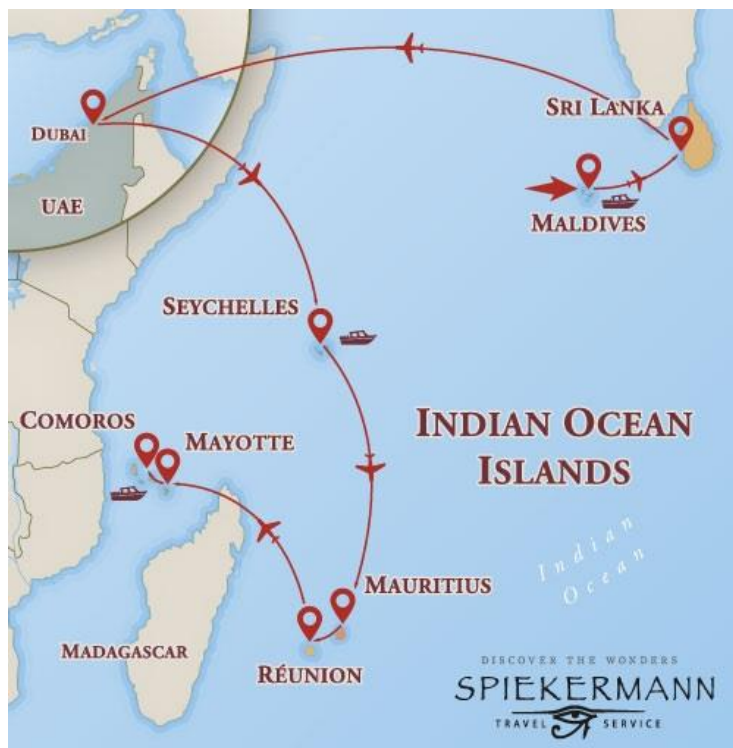 SRI LANKA
DUBAI
UAE
MALDIVES
SEYCHELLES
COMOROS
MAYOTTE
INDIAN OCEAN
ISLANDS
Indian
Ocean
MAURITIUS
MADAGASCAR
RÉUNION
DISCOVER THE WONDERS
SPIEKERMANN
TRAVEL SERVICE